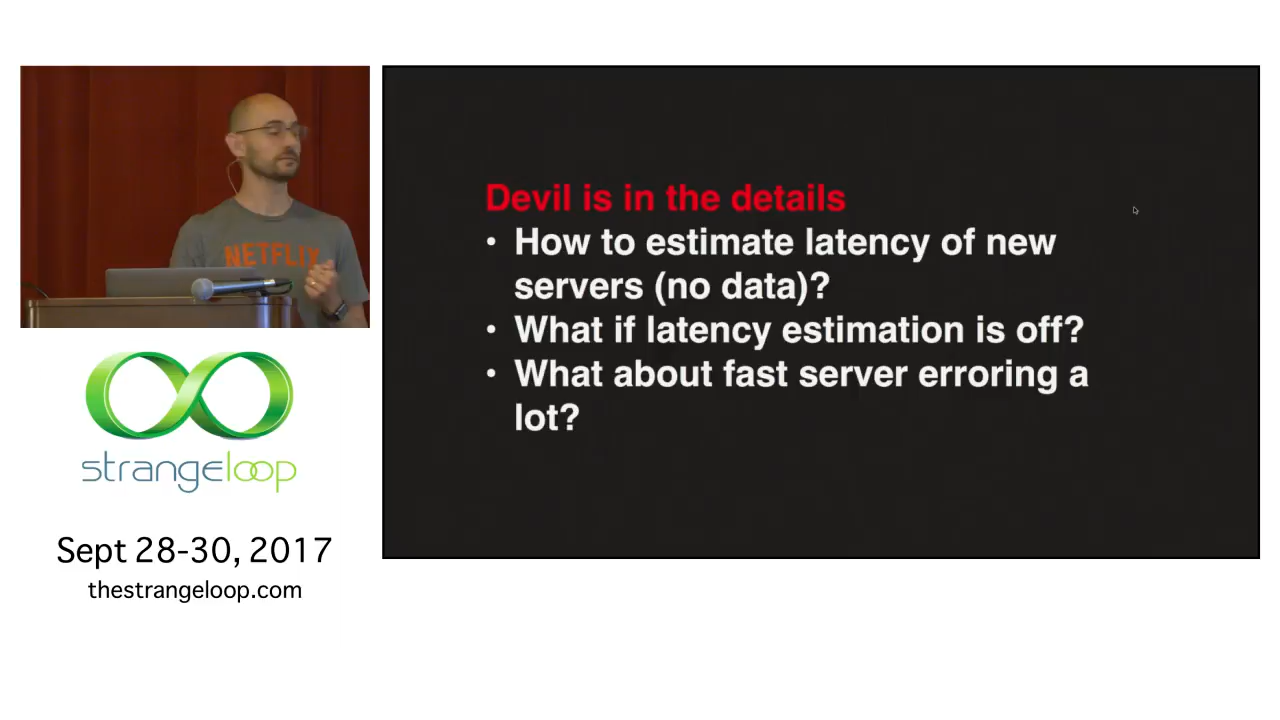 NETFLIX
strangeloop
Sept 28-30, 2017
thestrangeloop.com
Devil is in the details
• How to estimate latency of new
servers (no data)?
• What if latency estimation is off?
• What about fast server erroring a
lot?